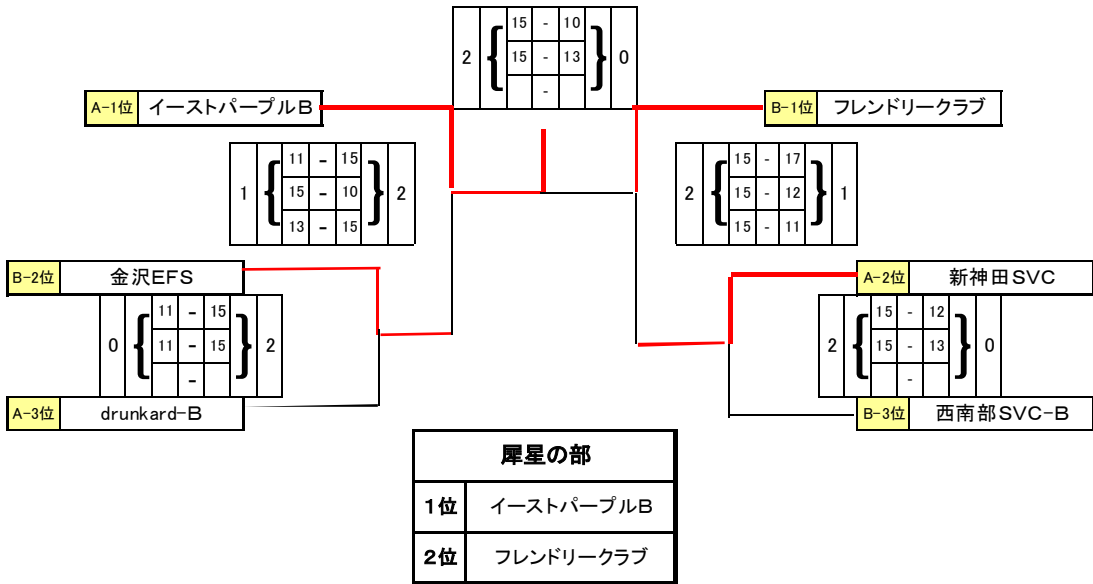 15 - 10
2 { 15 - 13 } 0
-
A-1位 イーストパープルB
B-1位 フレンドリークラブ
11 - 15
1 { 15 - 10 } 2
13 - 15
15 - 17
2 { 15 - 12 } 1
15 - 11
B-2位 金沢EFS
A-2位 新神田SVC
11 - 15
0 { 11 - 15 } 2
-
15 - 12
2 { 15 - 13 } 0
-
A-3位 drunkard-B
B-3位 西南部SVC-B
犀星の部
1位 イーストパープルB
2位 フレンドリークラブ